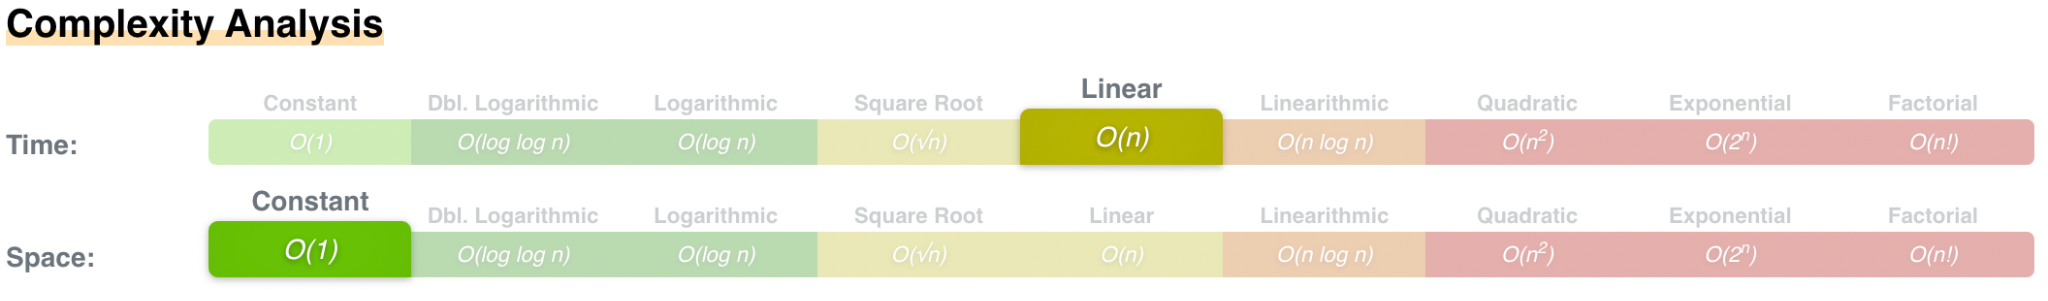 Complexity Analysis
Linear
Constant Dbl. Logarithmic Logarithmic Square Root Linearithmic Quadratic Exponential Factorial
Time: O(1) O(log log n) O(log n) O(√n) O(n) O(n log n) O(n²) O(2ⁿ) O(n!)
Constant
Dbl. Logarithmic Logarithmic Square Root Linear Linearithmic Quadratic Exponential Factorial
Space: O(1) O(log log n) O(log n) O(√n) O(n) O(n log n) O(n²) O(2ⁿ) O(n!)